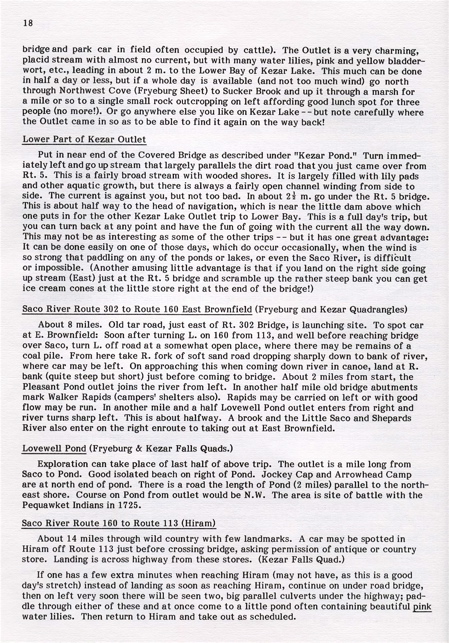 18
bridge and park car in field often occupied by cattle). The Outlet is a very charming,
placid stream with almost no current, but with many water lilies, pink and yellow bladder-
wort, etc., leading in about 2 m. to the Lower Bay of Kezar Lake. This much can be done
in half a day or less, but if a whole day is available (and not too much wind) go north
through Northwest Cove (Fryeburg Sheet) to Sucker Brook and up it through a marsh for
a mile or so to a single small rock outcropping on left affording good lunch spot for three
people (no more!). Or go anywhere else you like on Kezar Lake -- but note carefully where
the Outlet came in so as to be able to find it again on the way back!
Lower Part of Kezar Outlet
Put in near end of the Covered Bridge as described under "Kezar Pond." Turn immed-
iately left and go up stream that largely parallels the dirt road that you just came over from
Rt. 5. This is a fairly broad stream with wooded shores. It is largely filled with lily pads
and other aquatic growth, but there is always a fairly open channel winding from side to
side. The current is against you, but not too bad. In about 2½ m. go under the Rt. 5 bridge.
This is about half way to the head of navigation, which is near the little dam above which
one puts in for the other Kezar Lake Outlet trip to Lower Bay. This is a full day's trip, but
you can turn back at any point and have the fun of going with the current all the way down.
This may not be as interesting as some of the other trips -- but it has one great advantage:
It can be done easily on one of those days, which do occur occasionally, when the wind is
so strong that paddling on any of the ponds or lakes, or even the Saco River, is difficult
or impossible. (Another amusing little advantage is that if you land on the right side going
up stream (East) just at the Rt. 5 bridge and scramble up the rather steep bank you can get
ice cream cones at the little store right at the end of the bridge!)
Saco River Route 302 to Route 160 East Brownfield (Fryeburg and Kezar Quadrangles)
About 8 miles. Old tar road, just east of Rt. 302 Bridge, is launching site. To spot car
at E. Brownfield: Soon after turning L. on 160 from 113, and well before reaching bridge
over Saco, turn L. off road at a somewhat open place, where there may be remains of a
coal pile. From here take R. fork of soft sand road dropping sharply down to bank of river,
where car may be left. On approaching this when coming down river in canoe, land at R.
bank (quite steep but short) just before coming to bridge. About 2 miles from start, the
Pleasant Pond outlet joins the river from left. In another half mile old bridge abutments
mark Walker Rapids (campers' shelters also). Rapids may be carried on left or with good
flow may be run. In another mile and a half Lovewell Pond outlet enters from right and
river turns sharp left. This is about halfway. A brook and the Little Saco and Shepards
River also enter on the right enroute to taking out at East Brownfield.
Lovewell Pond (Fryeburg & Kezar Falls Quads.)
Exploration can take place of last half of above trip. The outlet is a mile long from
Saco to Pond. Good isolated beach on right of Pond. Jockey Cap and Arrowhead Camp
are at north end of pond. There is a road the length of Pond (2 miles) parallel to the north-
east shore. Course on Pond from outlet would be N.W. The area is site of battle with the
Pequawket Indians in 1725.
Saco River Route 160 to Route 113 (Hiram)
About 14 miles through wild country with few landmarks. A car may be spotted in
Hiram off Route 113 just before crossing bridge, asking permission of antique or country
store. Landing is across highway from these stores. (Kezar Falls Quad.)
If one has a few extra minutes when reaching Hiram (may not have, as this is a good
day's stretch) instead of landing as soon as reaching Hiram, continue on under road bridge,
then on left very soon there will be seen two, big parallel culverts under the highway; pad-
dle through either of these and at once come to a little pond often containing beautiful pink
water lilies. Then return to Hiram and take out as scheduled.